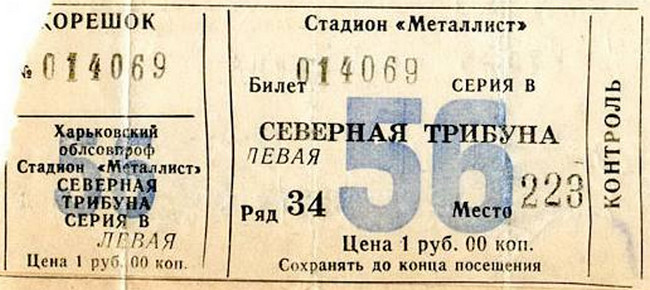 КОРЕШОК
№ 014069
Харьковский
облсовпроф
Стадион «Металлист»
СЕВЕРНАЯ
ТРИБУНА
СЕРИЯ В
ЛЕВАЯ
Цена 1 руб. 00 коп.
56
Стадион «Металлист»
Билет 014069 СЕРИЯ В
СЕВЕРНАЯ ТРИБУНА
ЛЕВАЯ
56
Ряд 34 Место 223
Цена 1 руб. 00 коп.
Сохранять до конца посещения
КОНТРОЛЬ